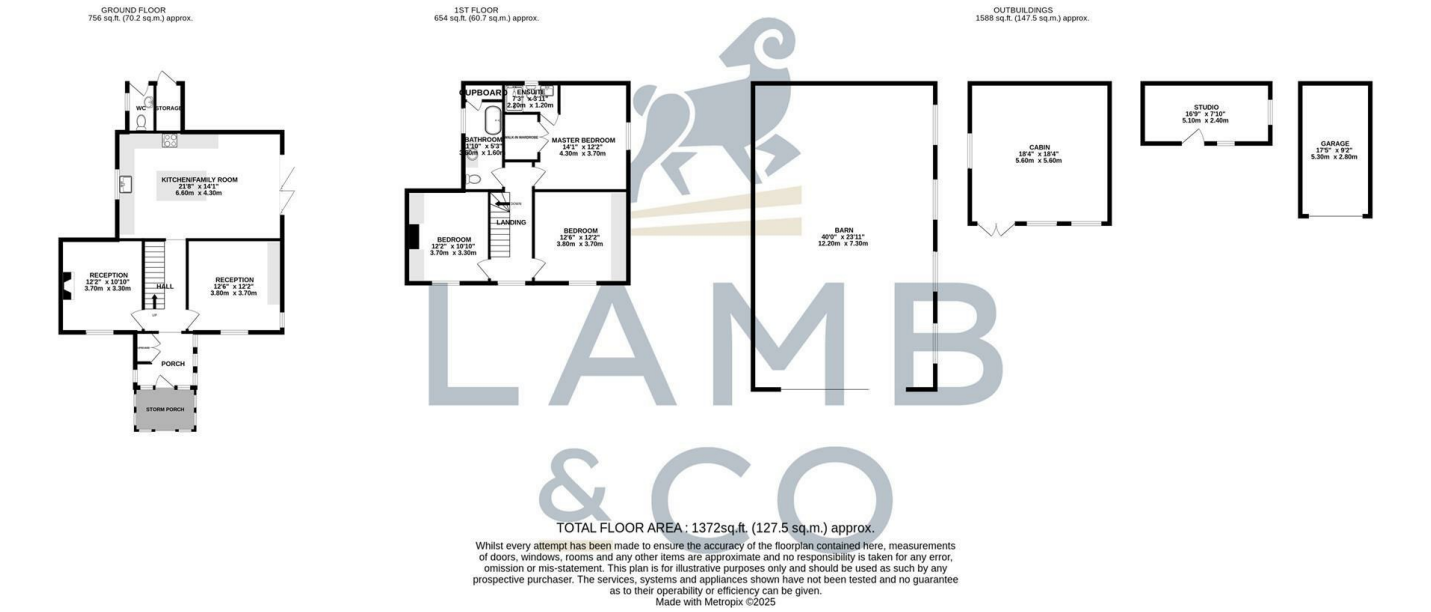 GROUND FLOOR
756 sq.ft. (70.2 sq.m.) approx.
1ST FLOOR
654 sq.ft. (60.7 sq.m.) approx.
OUTBUILDINGS
1588 sq.ft. (147.5 sq.m.) approx.
WC
STORAGE
KITCHEN/FAMILY ROOM
21'8" x 14'1"
6.60m x 4.30m
RECEPTION
12'2" x 10'10"
3.70m x 3.30m
HALL
UP
RECEPTION
12'6" x 12'2"
3.80m x 3.70m
PORCH
STORM PORCH
CUPBOARD
ENSUITE
7'3" x 3'11"
2.20m x 1.20m
BATHROOM
x 5'3"
x 1.60m
WALK IN WARDROBE
MASTER BEDROOM
14'1" x 12'2"
4.30m x 3.70m
LANDING
BEDROOM
12'2" x 10'10"
3.70m x 3.30m
BEDROOM
12'6" x 12'2"
3.80m x 3.70m
BARN
40'0" x 23'11"
12.20m x 7.30m
CABIN
18'4" x 18'4"
5.60m x 5.60m
STUDIO
16'9" x 7'10"
5.10m x 2.40m
GARAGE
17'5" x 9'2"
5.30m x 2.80m
LAMB
& CO
TOTAL FLOOR AREA : 1372sq.ft. (127.5 sq.m.) approx.
Whilst every attempt has been made to ensure the accuracy of the floorplan contained here, measurements
of doors, windows, rooms and any other items are approximate and no responsibility is taken for any error,
omission or mis-statement. This plan is for illustrative purposes only and should be used as such by any
prospective purchaser. The services, systems and appliances shown have not been tested and no guarantee
as to their operability or efficiency can be given.
Made with Metropix ©2025